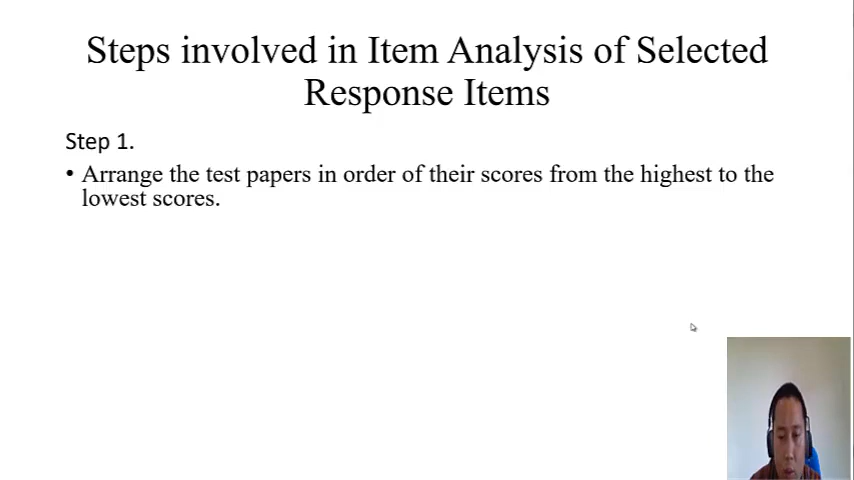 Steps involved in Item Analysis of Selected
Response Items
Step 1.
• Arrange the test papers in order of their scores from the highest to the
lowest scores.